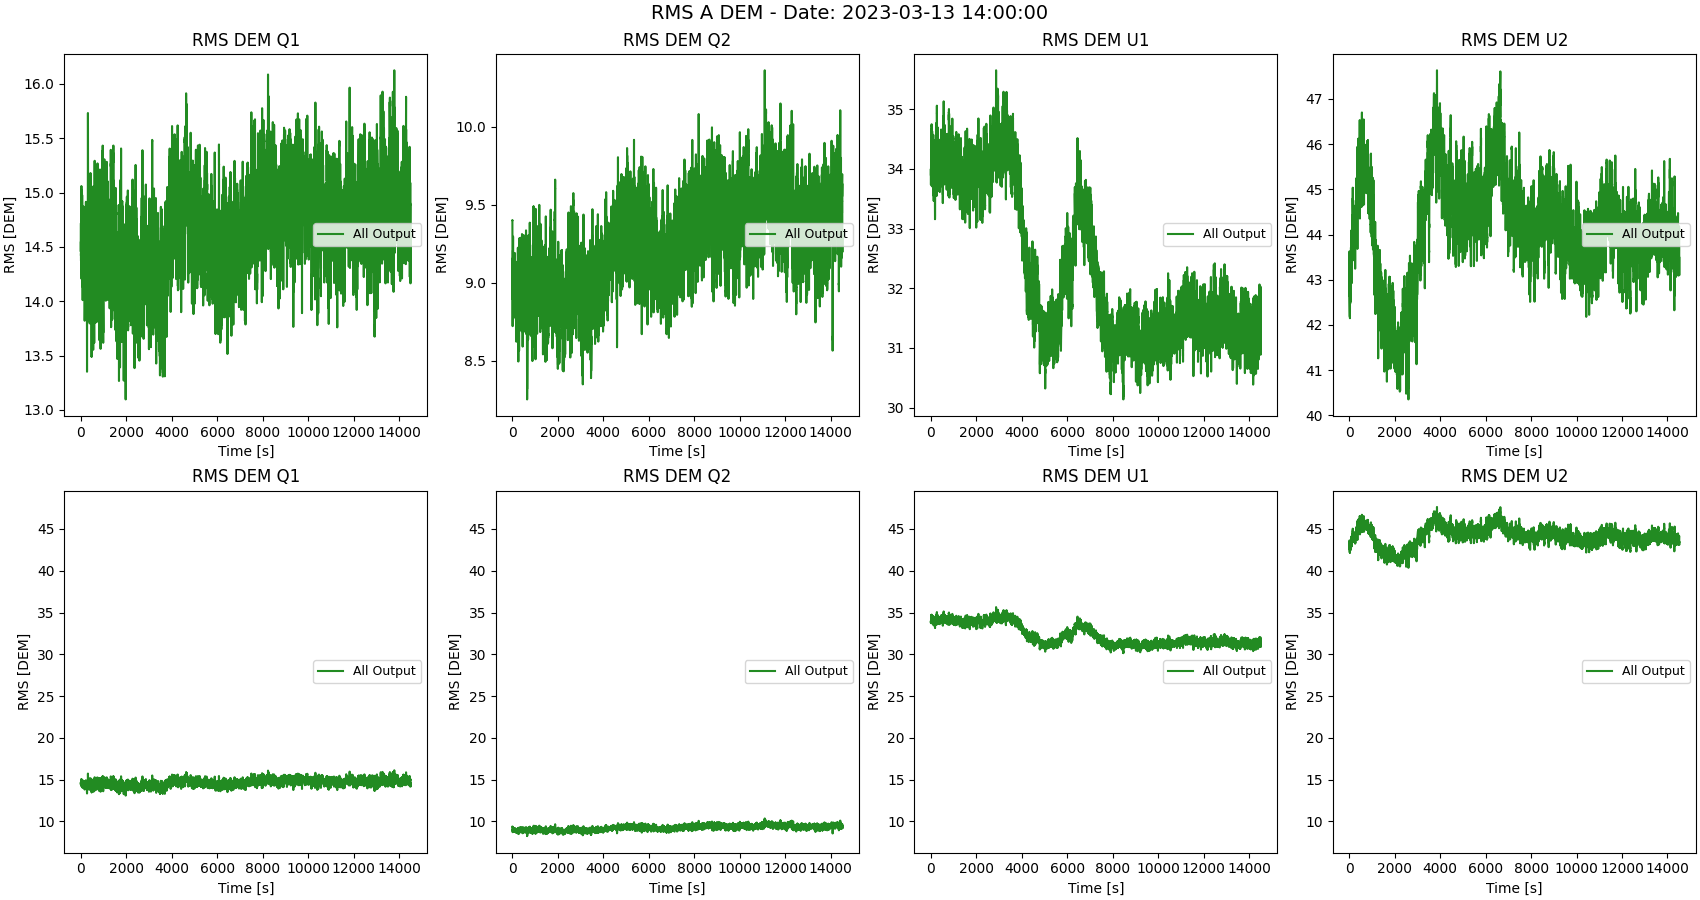 RMS A DEM - Date: 2023-03-13 14:00:00
RMS DEM Q1
RMS DEM Q2
RMS DEM U1
RMS DEM U2
RMS [DEM]
16.0
15.5
15.0
14.5
14.0
13.5
13.0
All Output
0 2000 4000 6000 8000 10000 12000 14000
Time [s]
RMS [DEM]
10.0
9.5
9.0
8.5
All Output
0 2000 4000 6000 8000 10000 12000 14000
Time [s]
RMS [DEM]
35
34
33
32
31
30
All Output
0 2000 4000 6000 8000 10000 12000 14000
Time [s]
RMS [DEM]
47
46
45
44
43
42
41
40
All Output
0 2000 4000 6000 8000 10000 12000 14000
Time [s]
RMS DEM Q1
RMS DEM Q2
RMS DEM U1
RMS DEM U2
RMS [DEM]
45
40
35
30
25
20
15
10
All Output
0 2000 4000 6000 8000 10000 12000 14000
Time [s]
RMS [DEM]
45
40
35
30
25
20
15
10
All Output
0 2000 4000 6000 8000 10000 12000 14000
Time [s]
RMS [DEM]
45
40
35
30
25
20
15
10
All Output
0 2000 4000 6000 8000 10000 12000 14000
Time [s]
RMS [DEM]
45
40
35
30
25
20
15
10
All Output
0 2000 4000 6000 8000 10000 12000 14000
Time [s]